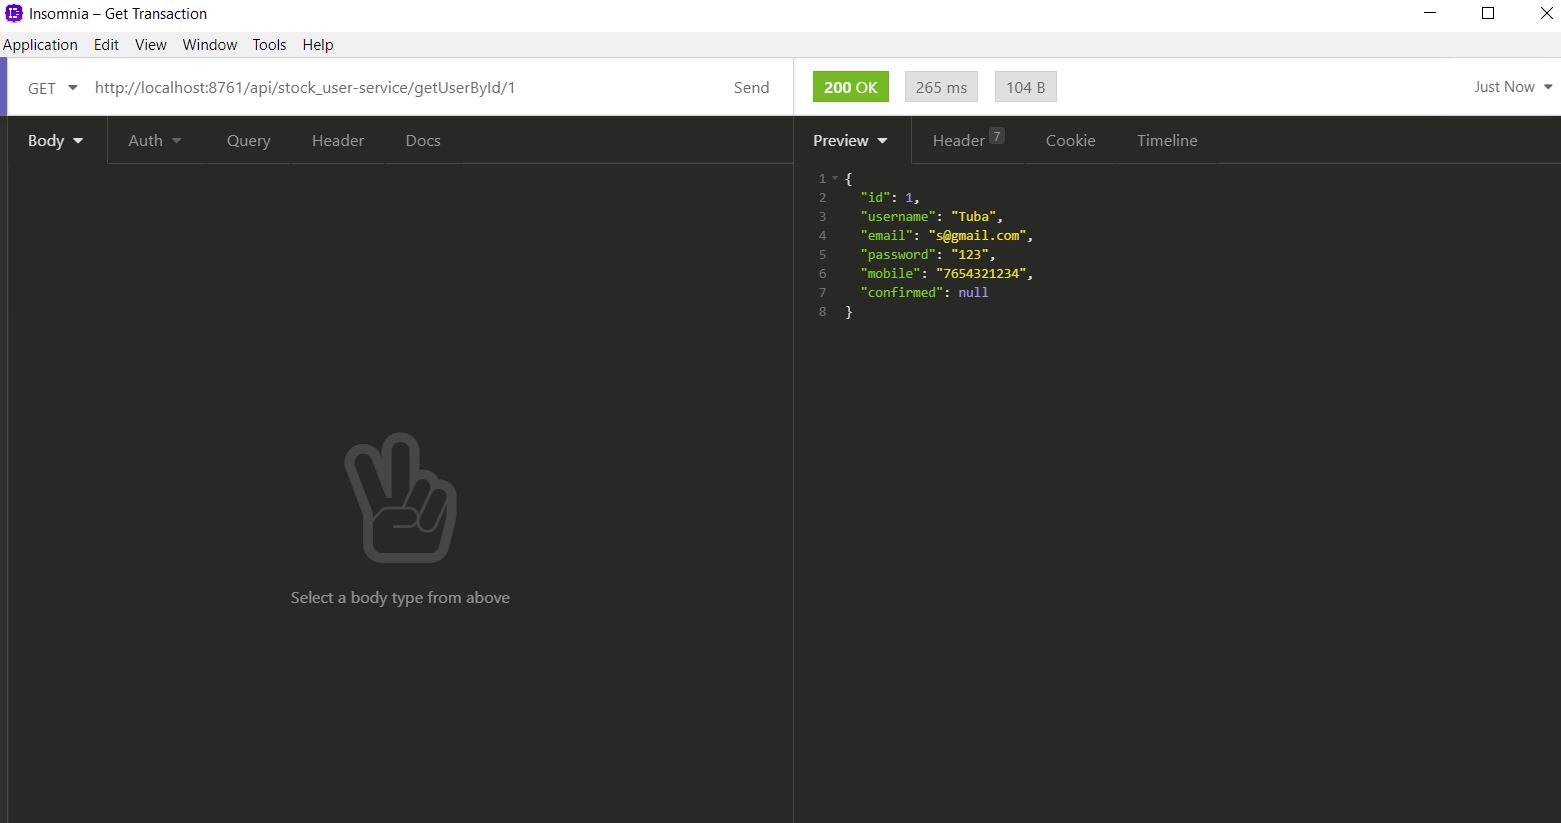 Insomnia – Get Transaction
Application Edit View Window Tools Help
GET http://localhost:8761/api/stock_user-service/getUserById/1 Send
200 OK 265 ms 104 B Just Now
Body Auth Query Header Docs
Preview Header 7 Cookie Timeline
1 {
2 "id": 1,
3 "username": "Tuba",
4 "email": "s@gmail.com",
5 "password": "123",
6 "mobile": "7654321234",
7 "confirmed": null
8 }
Select a body type from above